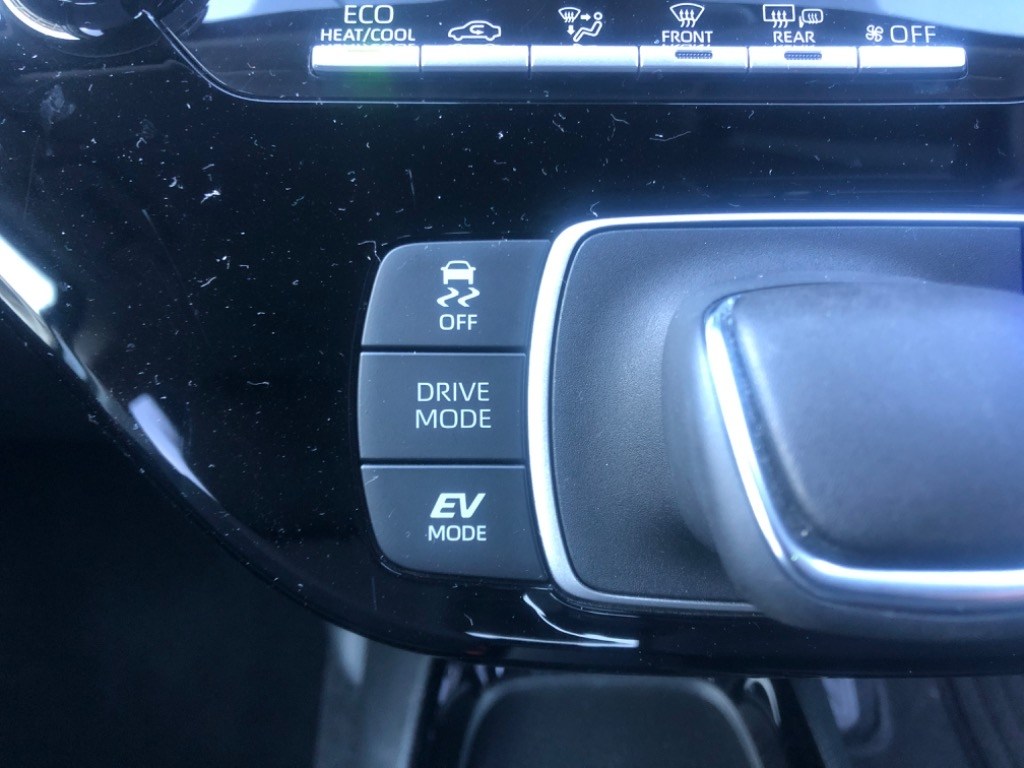 ECO
HEAT/COOL
FRONT
REAR
OFF
OFF
DRIVE
MODE
EV
MODE